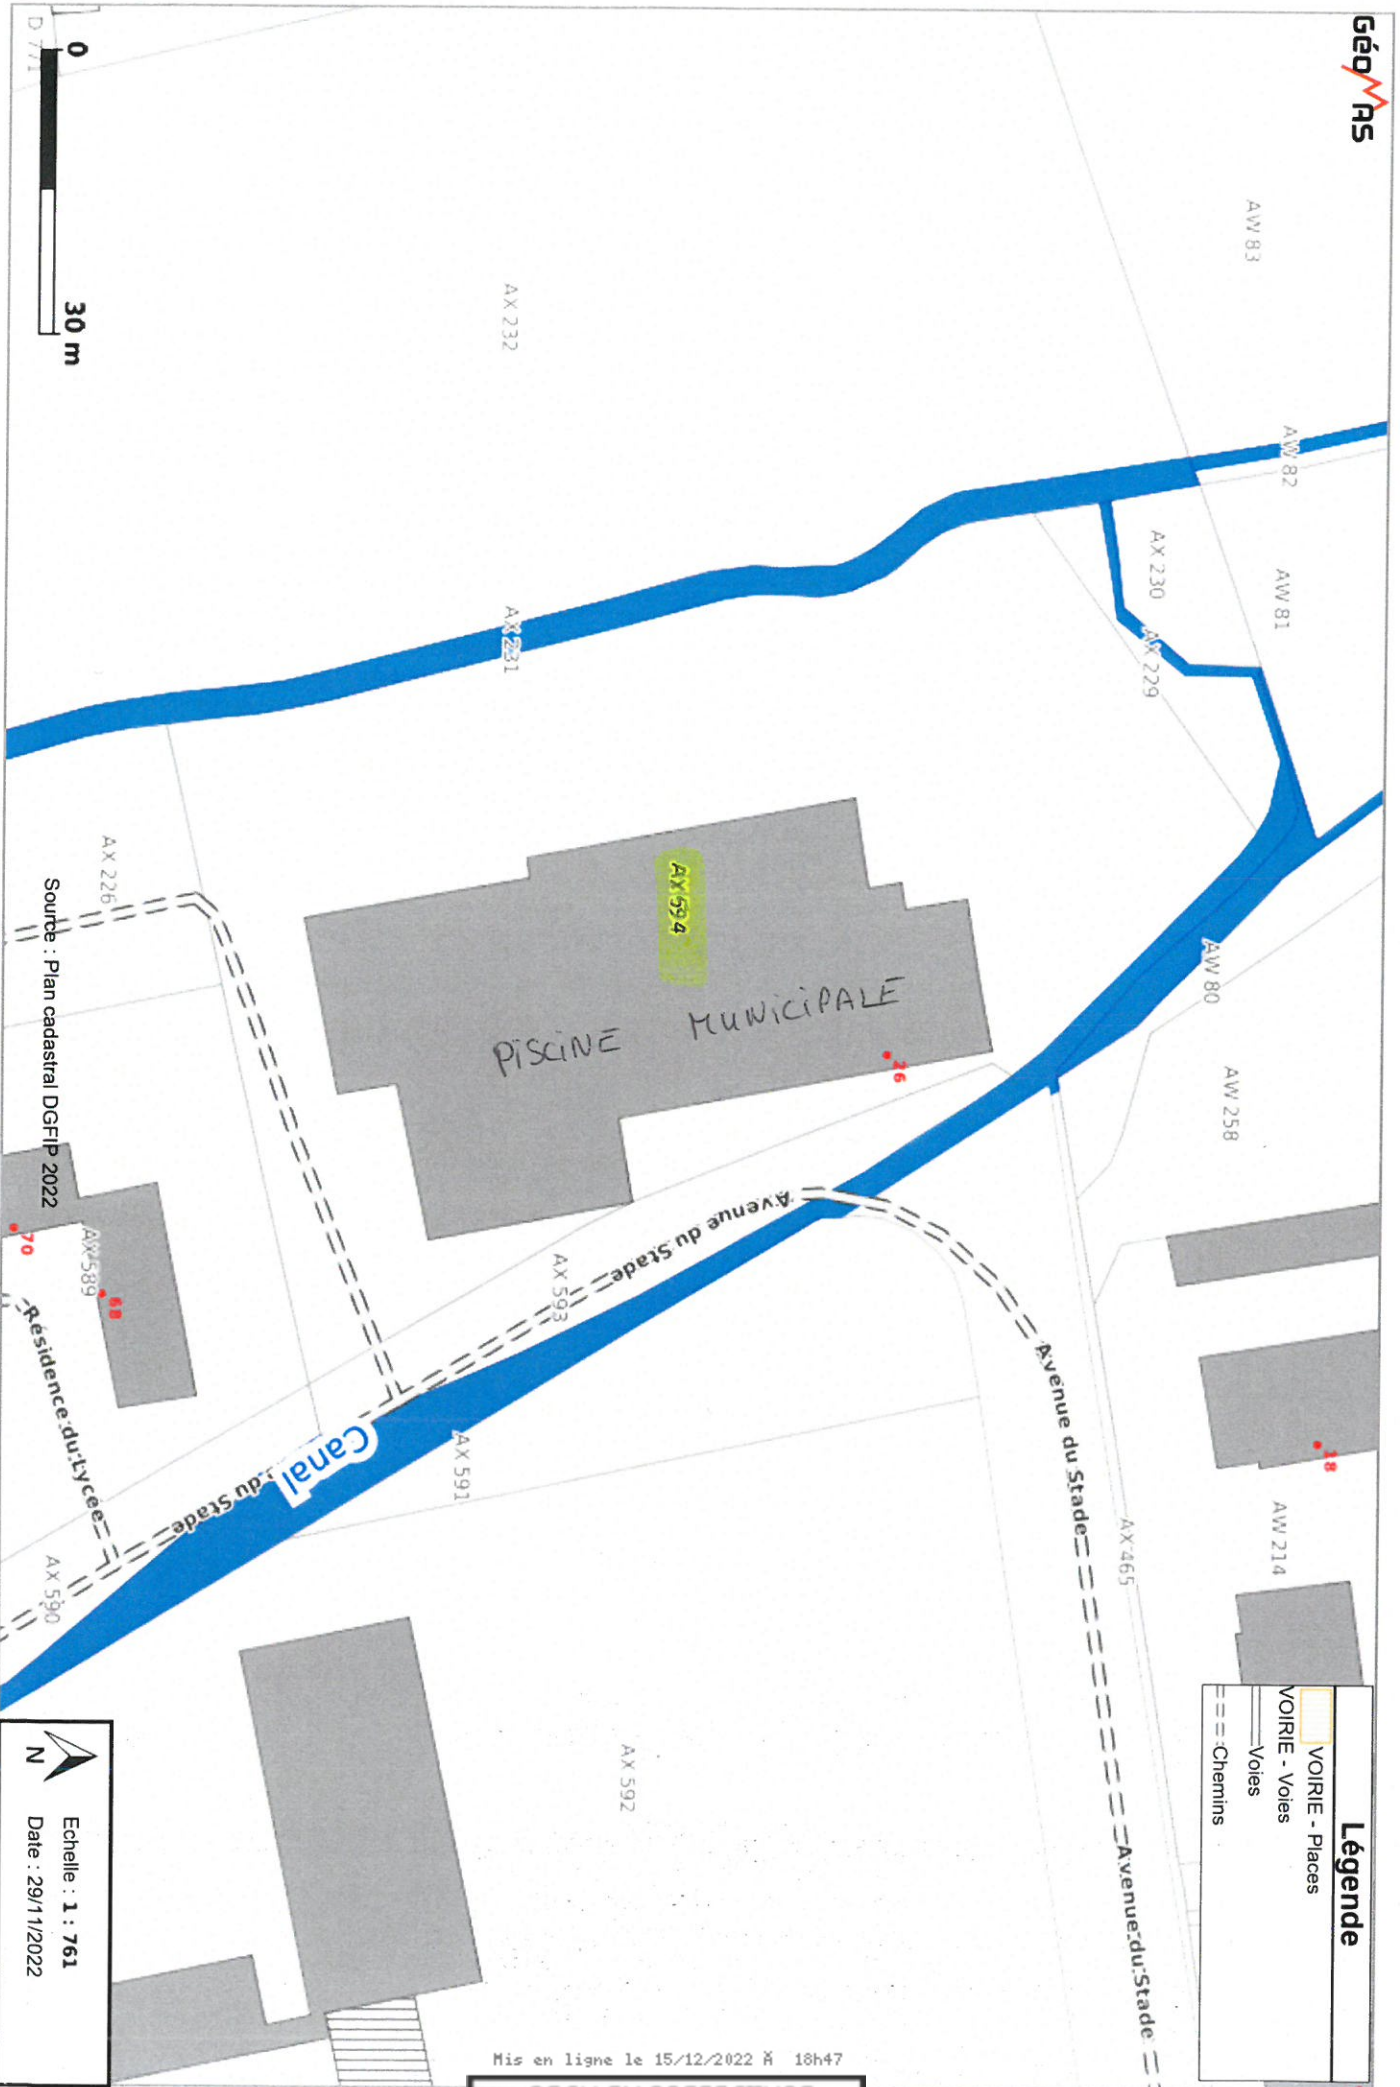 GéoMAS
AW 83
AW 82
AW 81
AX 232
AX 230
AX 229
AX 231
AX 594
PISCINE MUNICIPALE
26
AW 80
AW 258
18
AW 214
AX 465
AX 226
AX 589
68
70
AX 593
AX 591
AX 590
AX 592
Avenue du Stade
Avenue du Stade
Avenue du Stade
du Stade
Canal
Résidence du Lycée
D 771
0
30 m
Source : Plan cadastral DGFIP 2022
Légende
VOIRIE - Places
VOIRIE - Voies
Voies
Chemins
N
Echelle : 1 : 761
Date : 29/11/2022
Mis en ligne le 15/12/2022 À 18h47